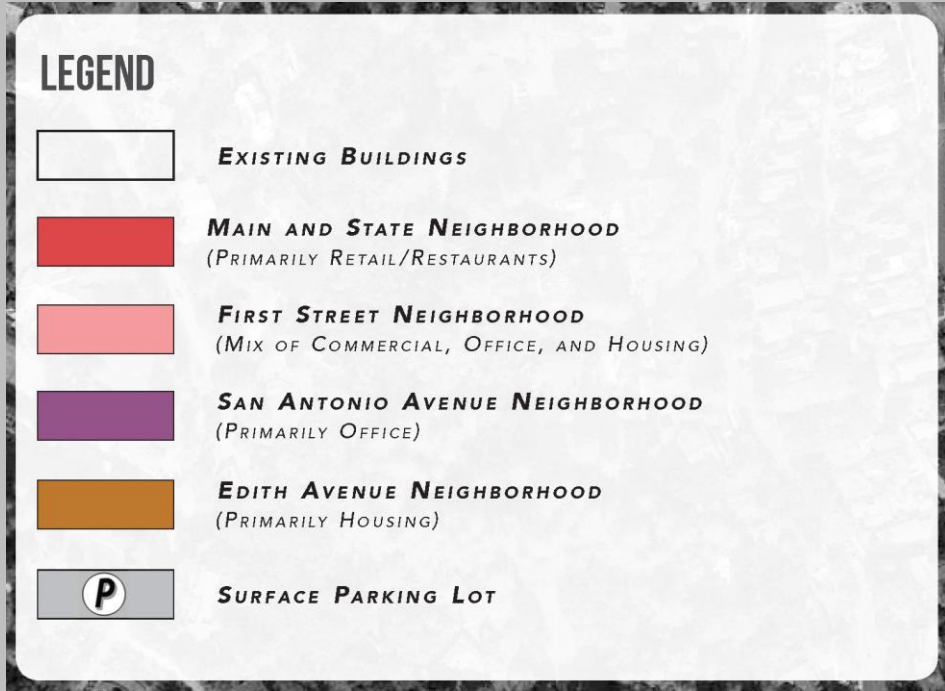 LEGEND
EXISTING BUILDINGS
MAIN AND STATE NEIGHBORHOOD
(PRIMARILY RETAIL/RESTAURANTS)
FIRST STREET NEIGHBORHOOD
(MIX OF COMMERCIAL, OFFICE, AND HOUSING)
SAN ANTONIO AVENUE NEIGHBORHOOD
(PRIMARILY OFFICE)
EDITH AVENUE NEIGHBORHOOD
(PRIMARILY HOUSING)
P SURFACE PARKING LOT